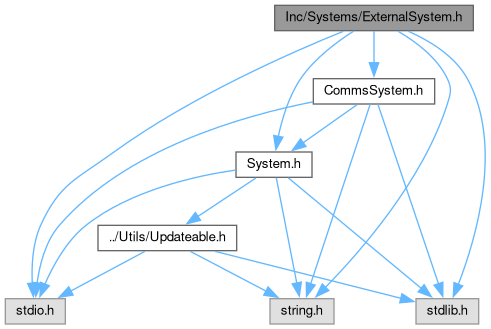 Inc/Systems/ExternalSystem.h
CommsSystem.h
System.h
../Utils/Updateable.h
stdio.h
string.h
stdlib.h